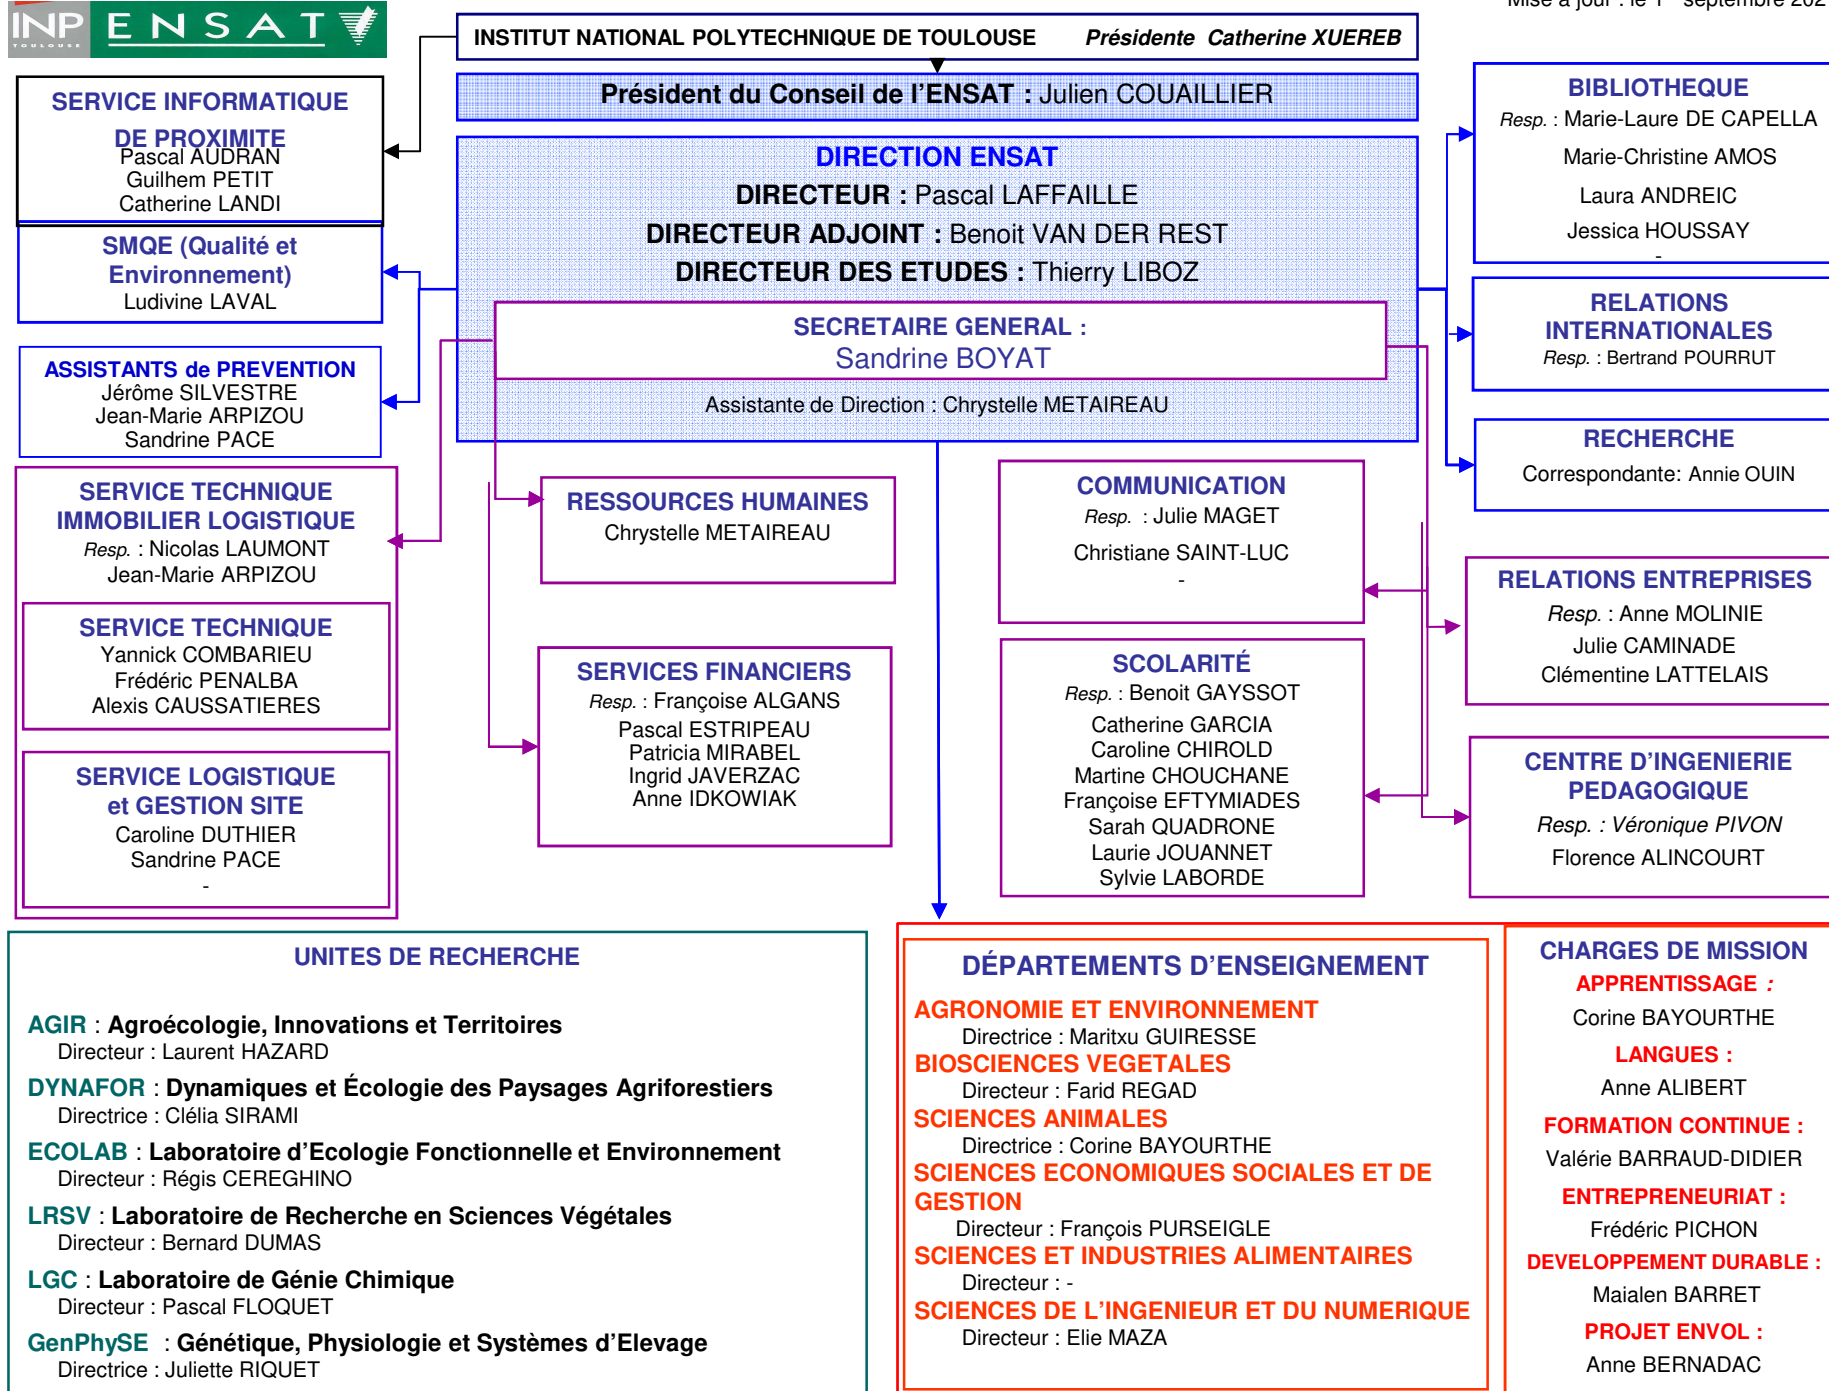 INP ENSAT
TOULOUSE
Mise à jour : le 1 septembre 202
INSTITUT NATIONAL POLYTECHNIQUE DE TOULOUSE Présidente Catherine XUEREB
Président du Conseil de l'ENSAT : Julien COUAILLIER
SERVICE INFORMATIQUE
DE PROXIMITE
Pascal AUDRAN
Guilhem PETIT
Catherine LANDI
SMQE (Qualité et
Environnement)
Ludivine LAVAL
ASSISTANTS de PREVENTION
Jérôme SILVESTRE
Jean-Marie ARPIZOU
Sandrine PACE
DIRECTION ENSAT
DIRECTEUR : Pascal LAFFAILLE
DIRECTEUR ADJOINT : Benoit VAN DER REST
DIRECTEUR DES ETUDES : Thierry LIBOZ
SECRETAIRE GENERAL :
Sandrine BOYAT
Assistante de Direction : Chrystelle METAIREAU
BIBLIOTHEQUE
Resp. : Marie-Laure DE CAPELLA
Marie-Christine AMOS
Laura ANDREIC
Jessica HOUSSAY
-
RELATIONS
INTERNATIONALES
Resp. : Bertrand POURRUT
RECHERCHE
Correspondante: Annie OUIN
SERVICE TECHNIQUE
IMMOBILIER LOGISTIQUE
Resp. : Nicolas LAUMONT
Jean-Marie ARPIZOU
SERVICE TECHNIQUE
Yannick COMBARIEU
Frédéric PENALBA
Alexis CAUSSATIERES
SERVICE LOGISTIQUE
et GESTION SITE
Caroline DUTHIER
Sandrine PACE
-
RESSOURCES HUMAINES
Chrystelle METAIREAU
SERVICES FINANCIERS
Resp. : Françoise ALGANS
Pascal ESTRIPEAU
Patricia MIRABEL
Ingrid JAVERZAC
Anne IDKOWIAK
COMMUNICATION
Resp. : Julie MAGET
Christiane SAINT-LUC
-
SCOLARITÉ
Resp. : Benoit GAYSSOT
Catherine GARCIA
Caroline CHIROLD
Martine CHOUCHANE
Françoise EFTYMIADES
Sarah QUADRONE
Laurie JOUANNET
Sylvie LABORDE
RELATIONS ENTREPRISES
Resp. : Anne MOLINIE
Julie CAMINADE
Clémentine LATTELAIS
CENTRE D'INGENIERIE
PEDAGOGIQUE
Resp. : Véronique PIVON
Florence ALINCOURT
UNITES DE RECHERCHE
AGIR : Agroécologie, Innovations et Territoires
Directeur : Laurent HAZARD
DYNAFOR : Dynamiques et Écologie des Paysages Agriforestiers
Directrice : Clélia SIRAMI
ECOLAB : Laboratoire d'Ecologie Fonctionnelle et Environnement
Directeur : Régis CEREGHINO
LRSV : Laboratoire de Recherche en Sciences Végétales
Directeur : Bernard DUMAS
LGC : Laboratoire de Génie Chimique
Directeur : Pascal FLOQUET
GenPhySE : Génétique, Physiologie et Systèmes d'Elevage
Directrice : Juliette RIQUET
DÉPARTEMENTS D'ENSEIGNEMENT
AGRONOMIE ET ENVIRONNEMENT
Directrice : Maritxu GUIRESSE
BIOSCIENCES VEGETALES
Directeur : Farid REGAD
SCIENCES ANIMALES
Directrice : Corine BAYOURTHE
SCIENCES ECONOMIQUES SOCIALES ET DE
GESTION
Directeur : François PURSEIGLE
SCIENCES ET INDUSTRIES ALIMENTAIRES
Directeur : -
SCIENCES DE L'INGENIEUR ET DU NUMERIQUE
Directeur : Elie MAZA
CHARGES DE MISSION
APPRENTISSAGE :
Corine BAYOURTHE
LANGUES :
Anne ALIBERT
FORMATION CONTINUE :
Valérie BARRAUD-DIDIER
ENTREPRENEURIAT :
Frédéric PICHON
DEVELOPPEMENT DURABLE :
Maialen BARRET
PROJET ENVOL :
Anne BERNADAC